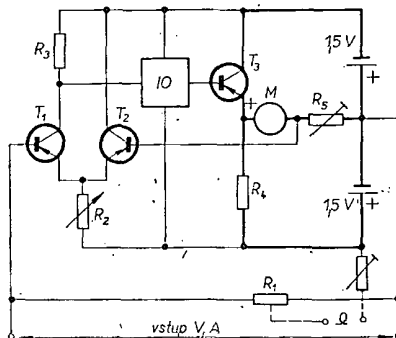 R3
T1
T2
IO
T3
+
M
R5
1,5 V
+
R2
R4
1,5 V
+
R1
Ω
vstup V, A